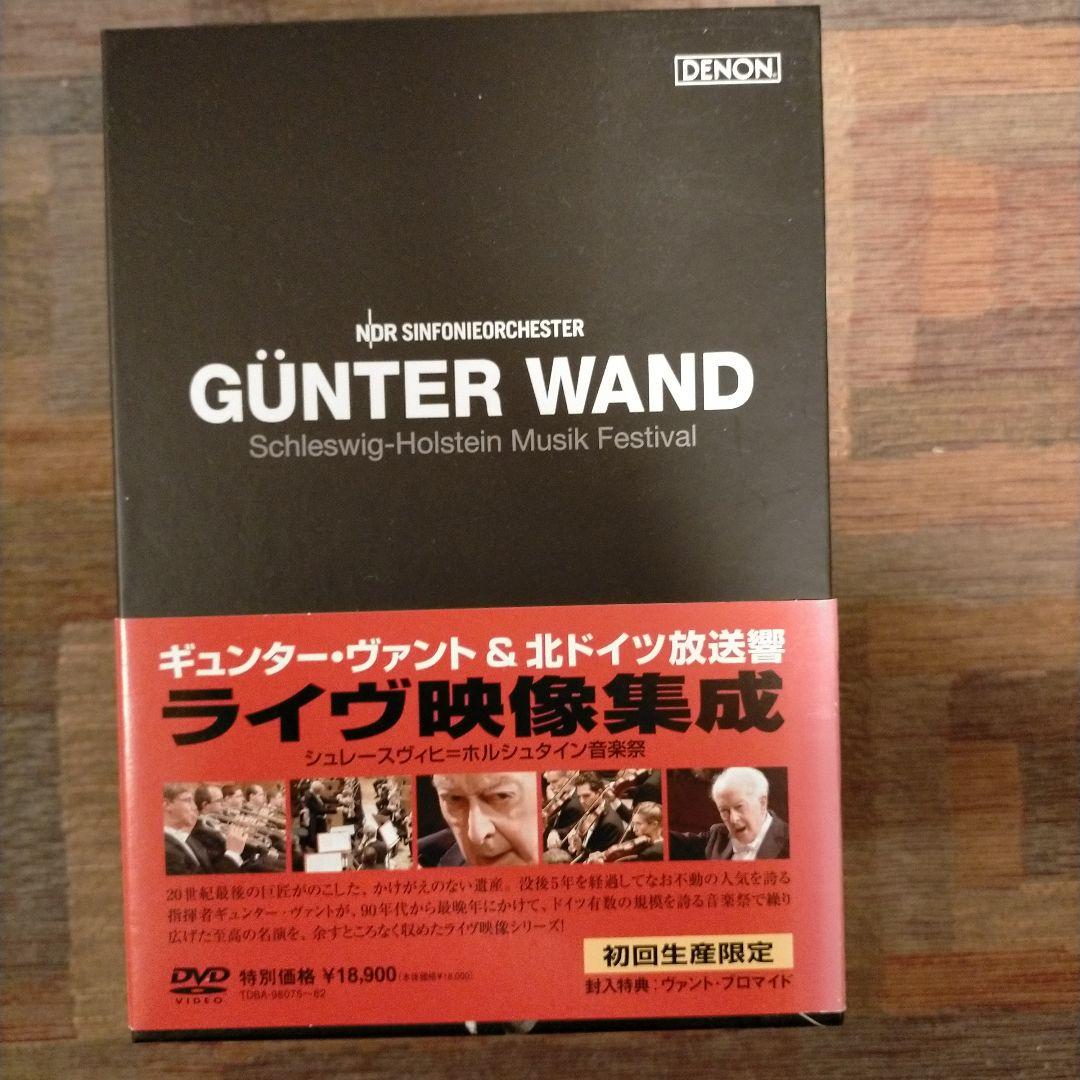 DENON
NDR SINFONIEORCHESTER
GÜNTER WAND
Schleswig-Holstein Musik Festival
ギュンター・ヴァント & 北ドイツ放送響
ライヴ映像集成
シュレースヴィヒ=ホルシュタイン音楽祭
20世紀最後の巨匠がのこした、かけがえのない遺産。没後5年を経過してなお不動の人気を誇る
指揮者ギュンター・ヴァントが、90年代から最晩年にかけて、ドイツ有数の規模を誇る音楽祭で繰り
広げた至高の名演を、余すところなく収めたライヴ映像シリーズ!
初回生産限定
DVD VIDEO 特別価格 ¥18,900 (本体価格¥18,000)
TDBA-98075~82
封入特典:ヴァント・ブロマイド